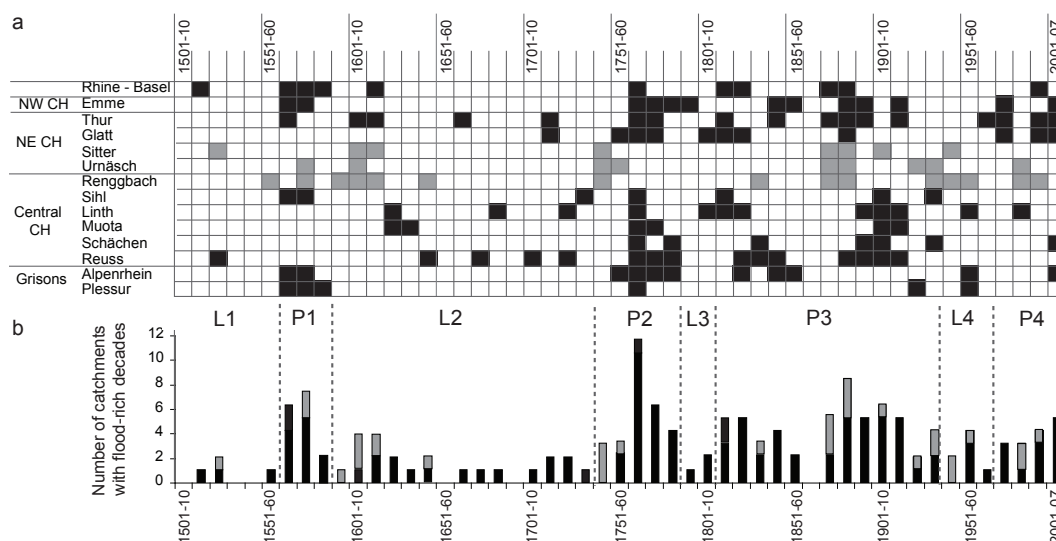 a
1501-10
1551-60
1601-10
1651-60
1701-10
1751-60
1801-10
1851-60
1901-10
1951-60
2001-07
Rhine - Basel
NW CH
Emme
Thur
NE CH
Glatt
Sitter
Urnäsch
Renggbach
Sihl
Central
CH
Linth
Muota
Schächen
Reuss
Grisons
Alpenrhein
Plessur
b
L1
P1
L2
P2
L3
P3
L4
P4
Number of catchments
with flood-rich decades
12
10
8
6
4
2
0
1501-10
1551-60
1601-10
1651-60
1701-10
1751-60
1801-10
1851-60
1901-10
1951-60
2001-07